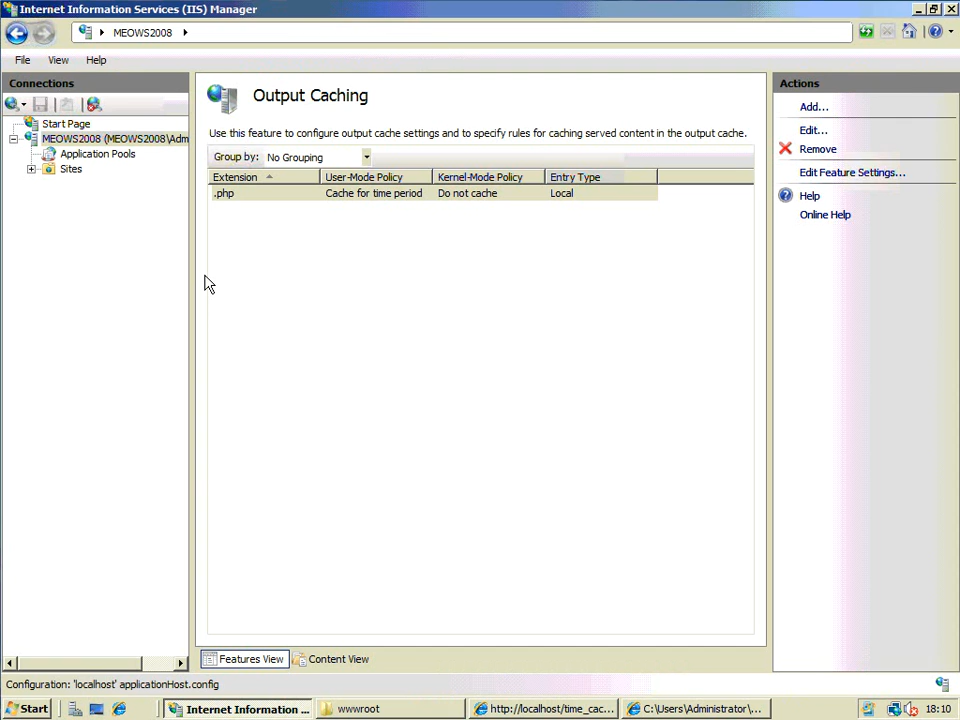 Internet Information Services (IIS) Manager
MEOWS2008
File View Help
Connections
Start Page
MEOWS2008 (MEOWS2008\Adm
Application Pools
Sites
Output Caching
Use this feature to configure output cache settings and to specify rules for caching served content in the output cache.
Group by: No Grouping
Extension User-Mode Policy Kernel-Mode Policy Entry Type
.php Cache for time period Do not cache Local
Features View Content View
Actions
Add...
Edit...
Remove
Edit Feature Settings...
Help
Online Help
Configuration: 'localhost' applicationHost.config
Start Internet Information ... wwwroot http://localhost/time_cac... C:\Users\Administrator\... 18:10